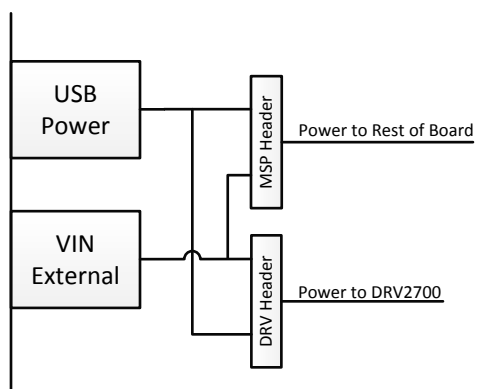 USB
Power
MSP Header
Power to Rest of Board
VIN
External
DRV Header
Power to DRV2700